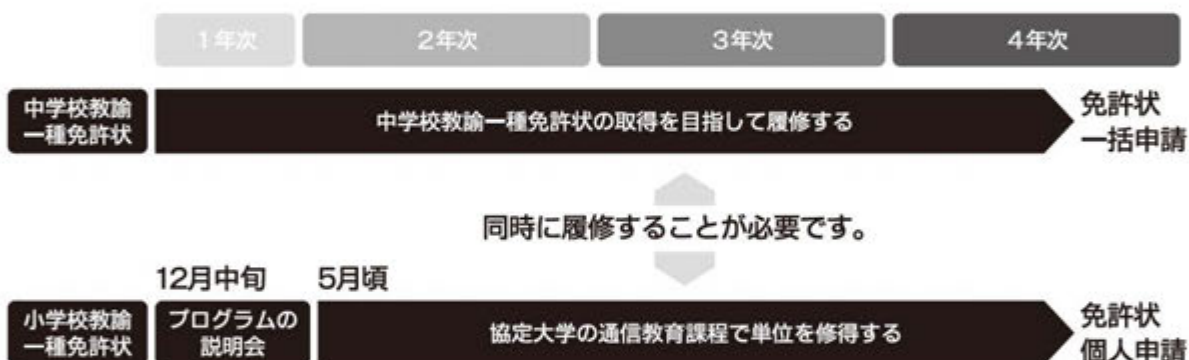 1年次
2年次
3年次
4年次
中学校教諭
一種免許状
中学校教諭一種免許状の取得を目指して履修する
免許状
一括申請
同時に履修することが必要です。
12月中旬
5月頃
小学校教諭
一種免許状
プログラムの
説明会
協定大学の通信教育課程で単位を修得する
免許状
個人申請